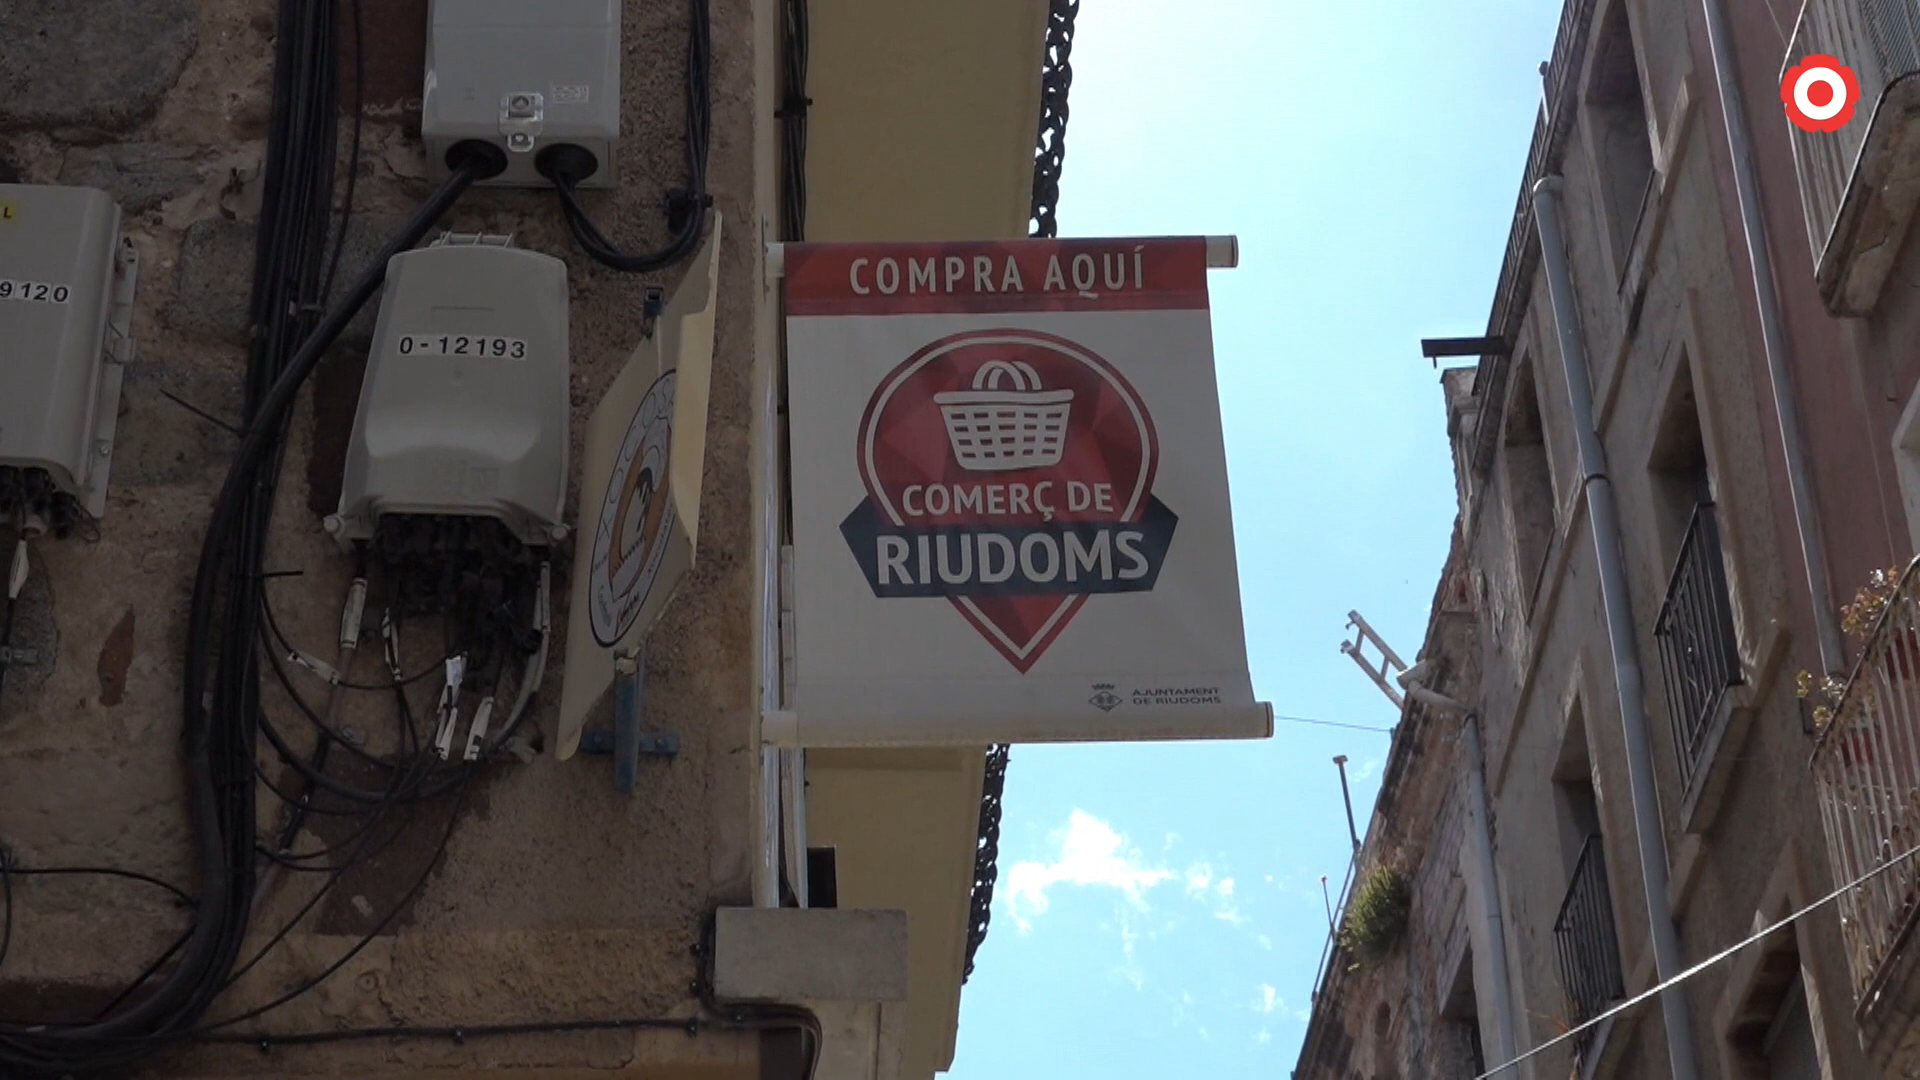 L
9120
0-12193
COMPRA AQUÍ
COMERÇ DE
RIUDOMS
AJUNTAMENT
DE RIUDOMS